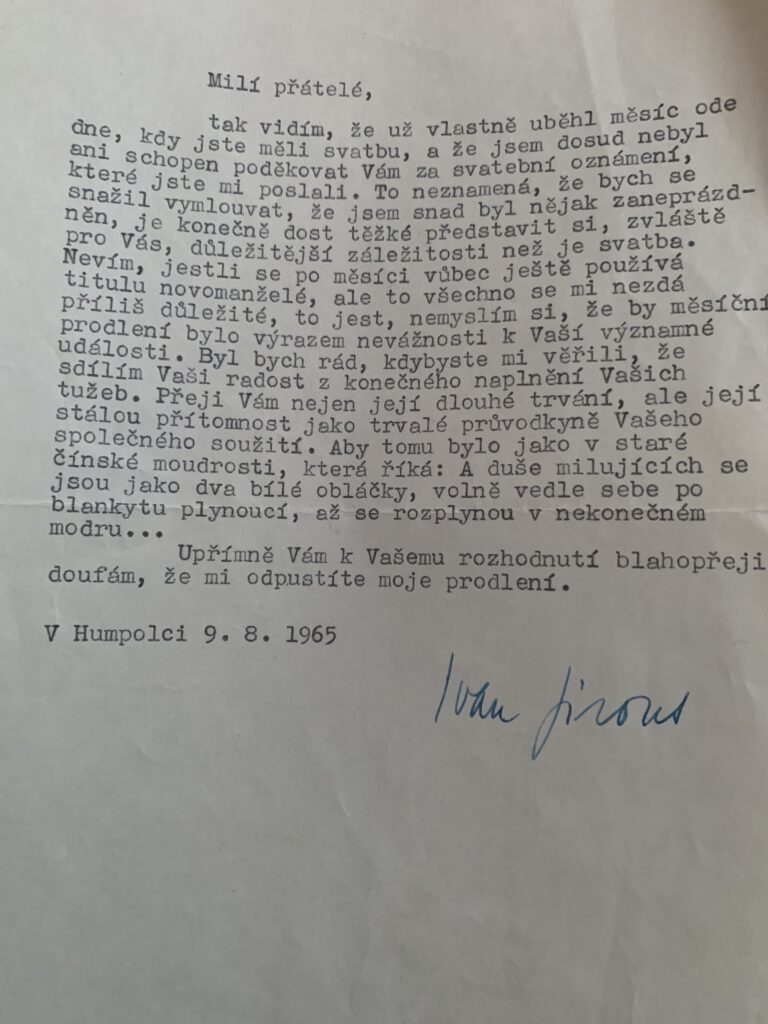 Milí přátelé,
tak vidím, že už vlastně uběhl měsíc ode
dne, kdy jste měli svatbu, a že jsem dosud nebyl
ani schopen poděkovat Vám za svatební oznámení,
které jste mi poslali. To neznamená, že bych se
snažil vymlouvat, že jsem snad byl nějak zaneprázd-
něn, je konečně dost těžké představit si, zvláště
pro Vás, důležitější záležitosti než je svatba.
Nevím, jestli se po měsíci vůbec ještě používá
titulu novomanželé, ale to všechno se mi nezdá
příliš důležité, to jest, nemyslím si, že by měsíční
prodlení bylo výrazem nevážnosti k Vaší významné
události. Byl bych rád, kdybyste mi věřili, že
sdílím Vaši radost z konečného naplnění Vašich
tužeb. Přeji Vám nejen její dlouhé trvání, ale její
stálou přítomnost jako trvalé průvodkyně Vašeho
společného soužití. Aby tomu bylo jako v staré
čínské moudrosti, která říká: A duše milujících se
jsou jako dva bílé obláčky, volně vedle sebe po
blankytu plynoucí, až se rozplynou v nekonečném
modru...
Upřímně Vám k Vašemu rozhodnutí blahopřeji
doufám, že mi odpustíte moje prodlení.
V Humpolci 9. 8. 1965
Ivan Jirous